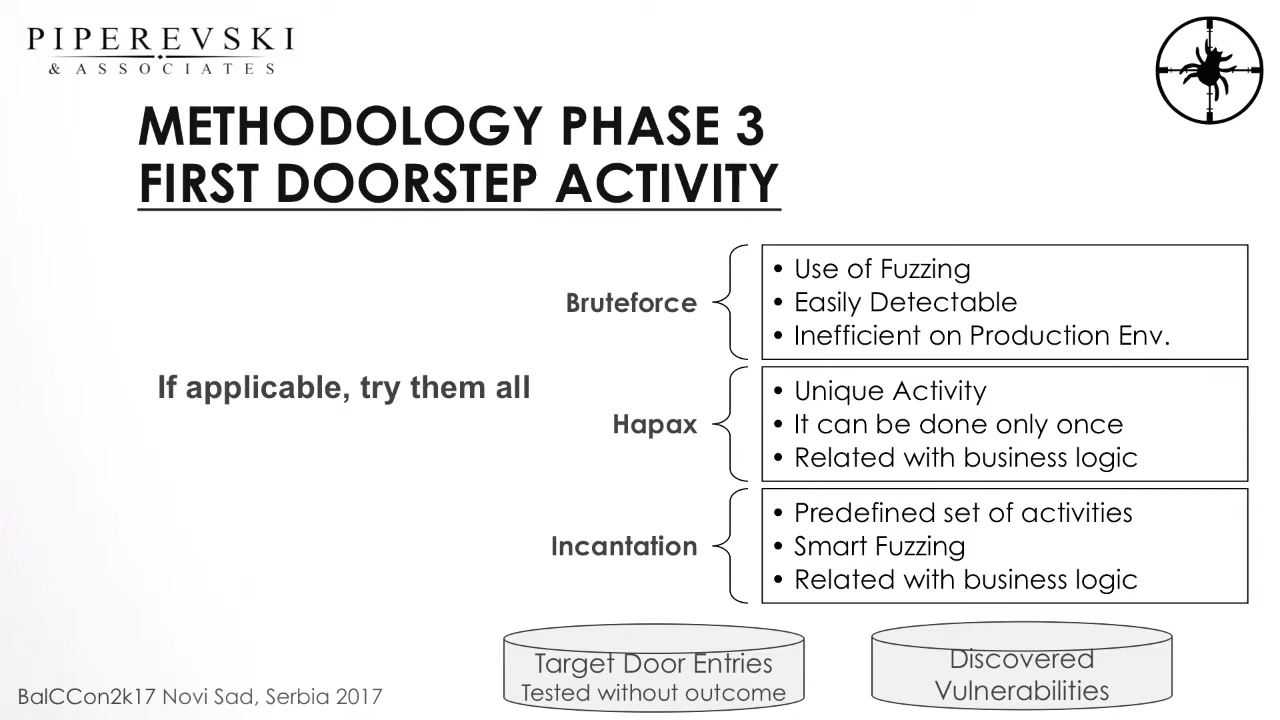 PIPEREVSKI
& ASSOCIATES
METHODOLOGY PHASE 3
FIRST DOORSTEP ACTIVITY
If applicable, try them all
Bruteforce
• Use of Fuzzing
• Easily Detectable
• Inefficient on Production Env.
Hapax
• Unique Activity
• It can be done only once
• Related with business logic
Incantation
• Predefined set of activities
• Smart Fuzzing
• Related with business logic
Target Door Entries
Tested without outcome
Discovered
Vulnerabilities
BalCCon2k17 Novi Sad, Serbia 2017